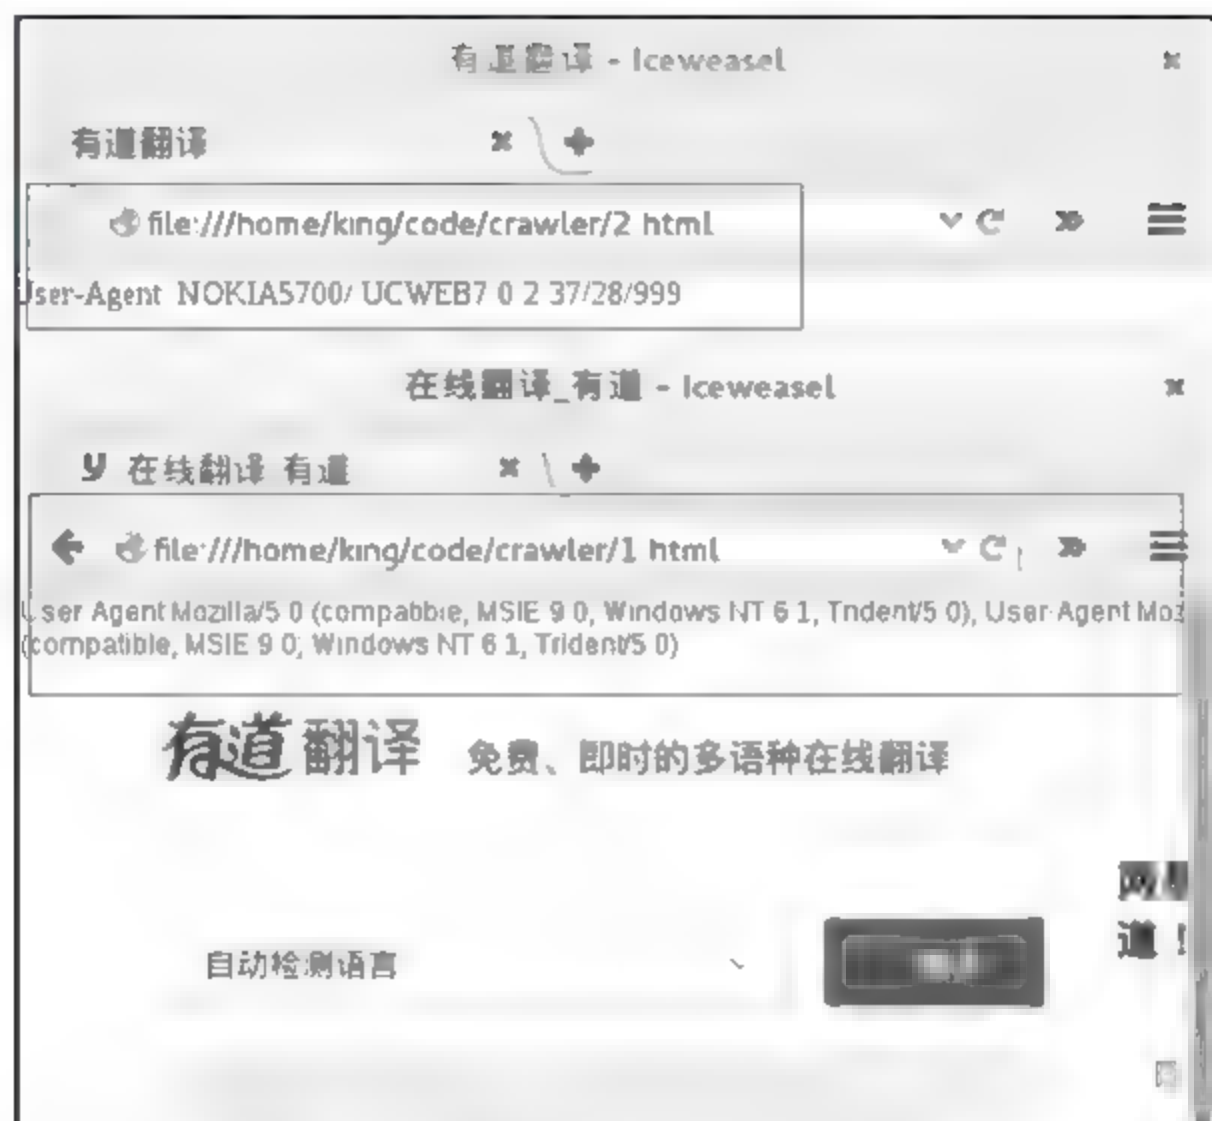 有道翻译 - Iceweasel
有道翻译
file:///home/king/code/crawler/2 html
User-Agent NOKIA5700/ UCWEB7 0 2 37/28/999
在线翻译_有道 - Iceweasel
y 在线翻译 有道
file:///home/king/code/crawler/1 html
User Agent Mozilla/5 0 (compatible, MSIE 9 0, Windows NT 6 1, Trident/5 0), User-Agent Moz
(compatible, MSIE 9 0; Windows NT 6 1, Trident/5 0)
有道翻译 免费、即时的多语种在线翻译
道!
自动检测语言